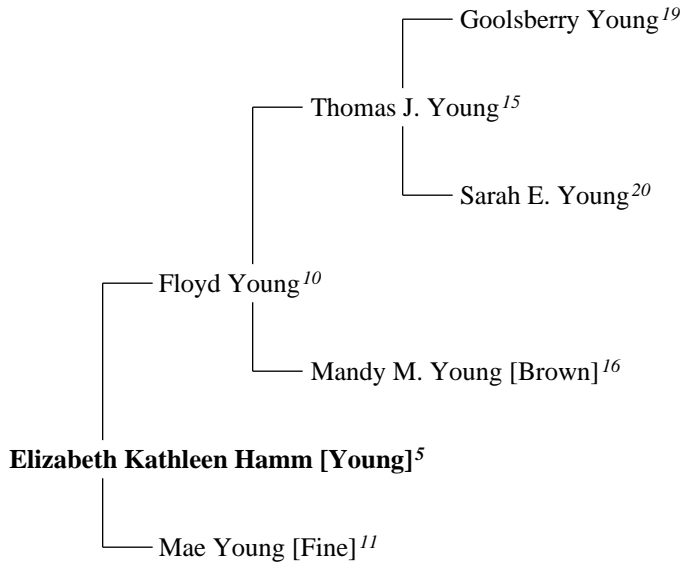 Goolsberry Young19
Thomas J. Young15
Sarah E. Young20
Floyd Young10
Mandy M. Young [Brown]16
Elizabeth Kathleen Hamm [Young]5
Mae Young [Fine]11